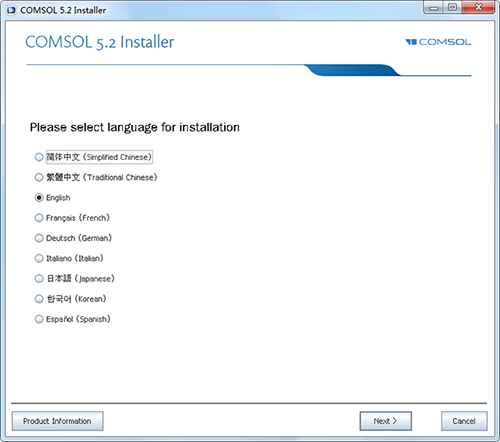 COMSOL 5.2 Installer
COMSOL 5.2 Installer
COMSOL
Please select language for installation
简体中文 (Simplified Chinese)
繁體中文 (Traditional Chinese)
English
Français (French)
Deutsch (German)
Italiano (Italian)
日本語 (Japanese)
한국어 (Korean)
Español (Spanish)
Product Information
Next >
Cancel